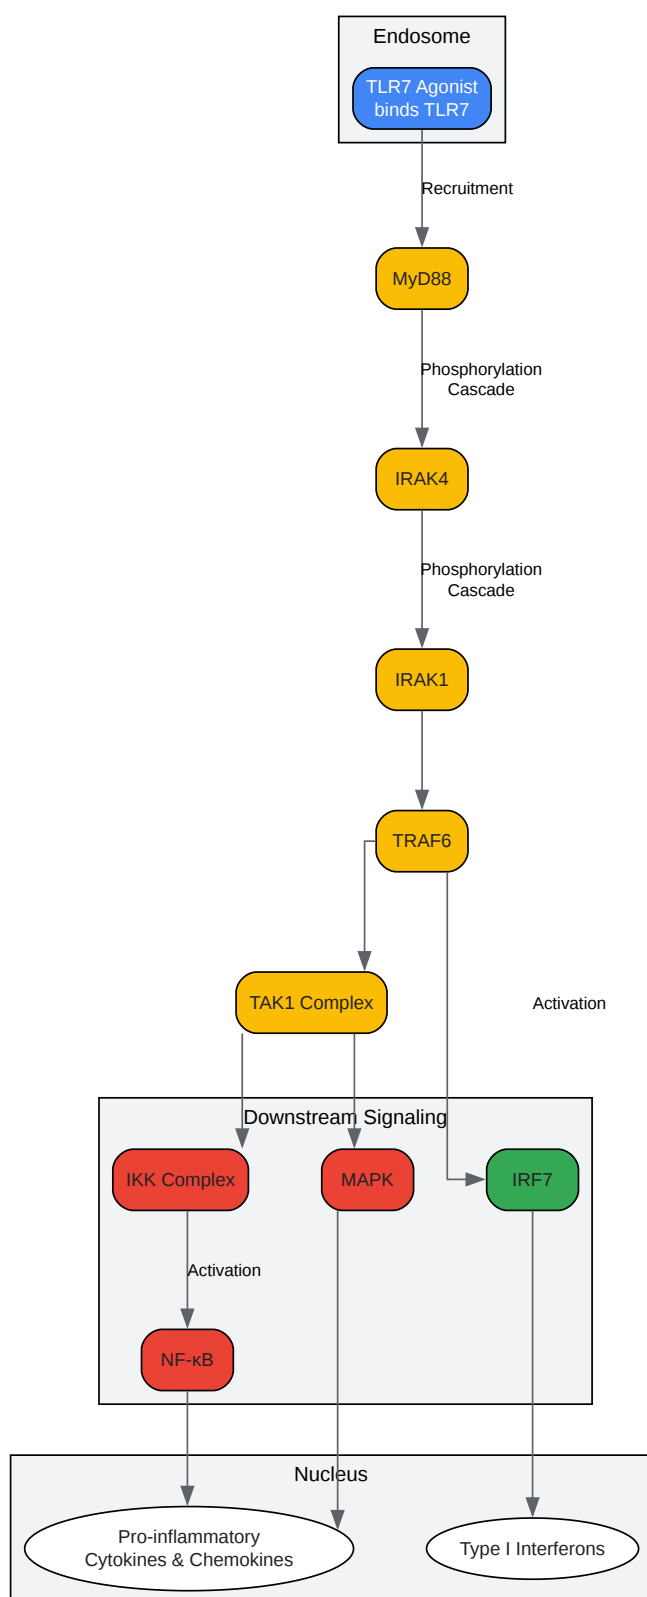 Endosome
TLR7 Agonist
binds TLR7
Recruitment
MyD88
Phosphorylation
Cascade
IRAK4
Phosphorylation
Cascade
IRAK1
TRAF6
TAK1 Complex
Activation
Downstream Signaling
IKK Complex
MAPK
IRF7
Activation
NF-κB
Nucleus
Pro-inflammatory
Cytokines & Chemokines
Type I Interferons